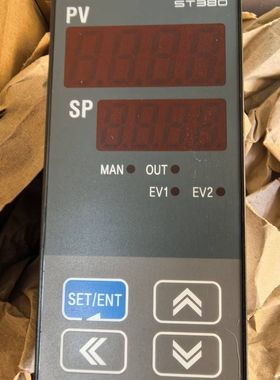 ST380
PV
SP
MAN OUT
EV1 EV2
SET/ENT